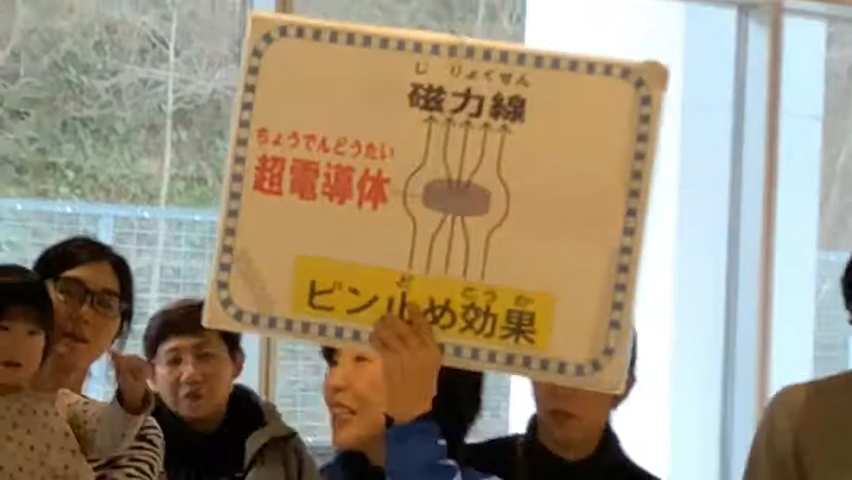 じりょくせん
磁力線
ちょうでんどうたい
超電導体
ど こうか
ピン止め効果